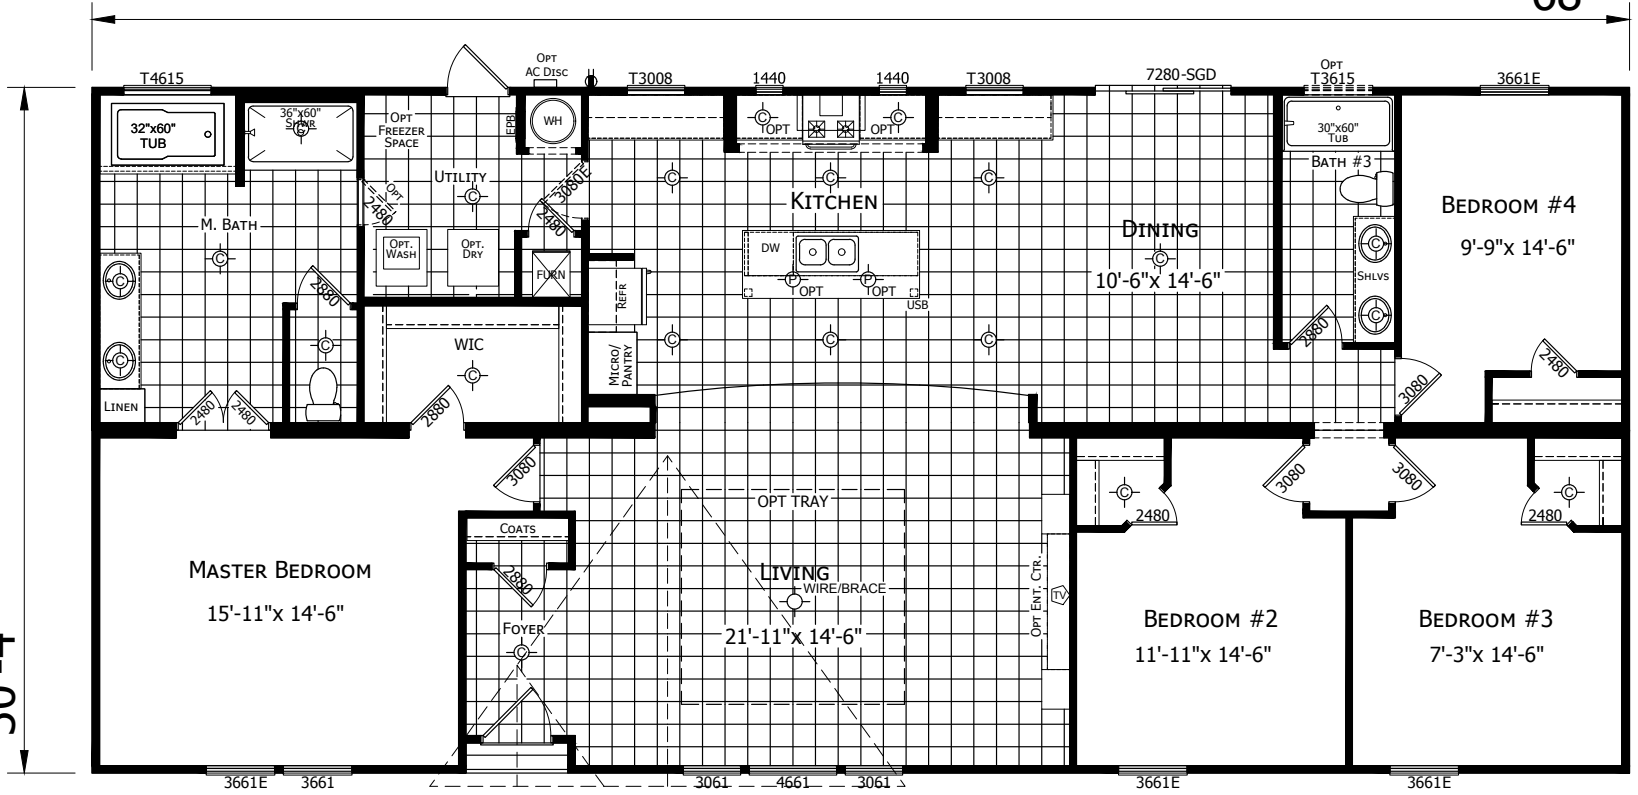 68
30'-4
T4615
OPT
AC DISC
T3008
1440
1440
T3008
7280-SGD
OPT
T3615
3661E
32"x60"
TUB
36"x60"
SHWR
OPT
FREEZER
SPACE
EPB
WH
OPT
OPT
30"x60"
TUB
BATH #3
UTILITY
OPT
2480
3080E
2480
C
C
C
C
C
C
KITCHEN
M. BATH
C
OPT.
WASH
OPT.
DRY
FURN
DW
P
P
OPT
OPT
USB
DINING
C
10'-6"x 14'-6"
BEDROOM #4
9'-9"x 14'-6"
C
SHLVS
C
2880
C
C
2880
C
REFR
MICRO/
PANTRY
C
C
C
WIC
C
2880
LINEN
2480
2480
3080
2480
3080
3080
3080
C
2480
C
2480
OPT TRAY
COATS
2880
MASTER BEDROOM
15'-11"x 14'-6"
FOYER
C
LIVING
WIRE/BRACE
21'-11"x 14'-6"
OPT ENT. CTR.
TV
BEDROOM #2
11'-11"x 14'-6"
BEDROOM #3
7'-3"x 14'-6"
3661E
3661
3061
4661
3061
3661E
3661E